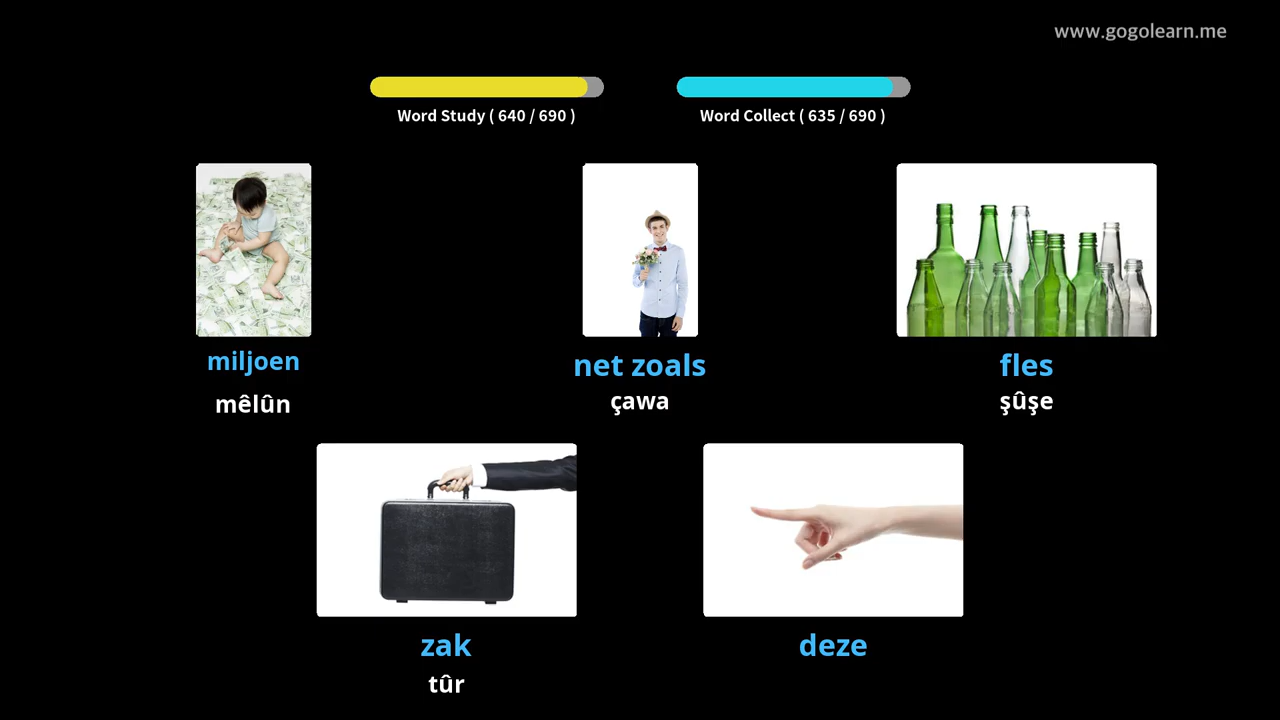 www.gogolearn.me
Word Study ( 640 / 690 )
Word Collect ( 635 / 690 )
miljoen
net zoals
fles
mêlûn
çawa
şûşe
zak
deze
tûr